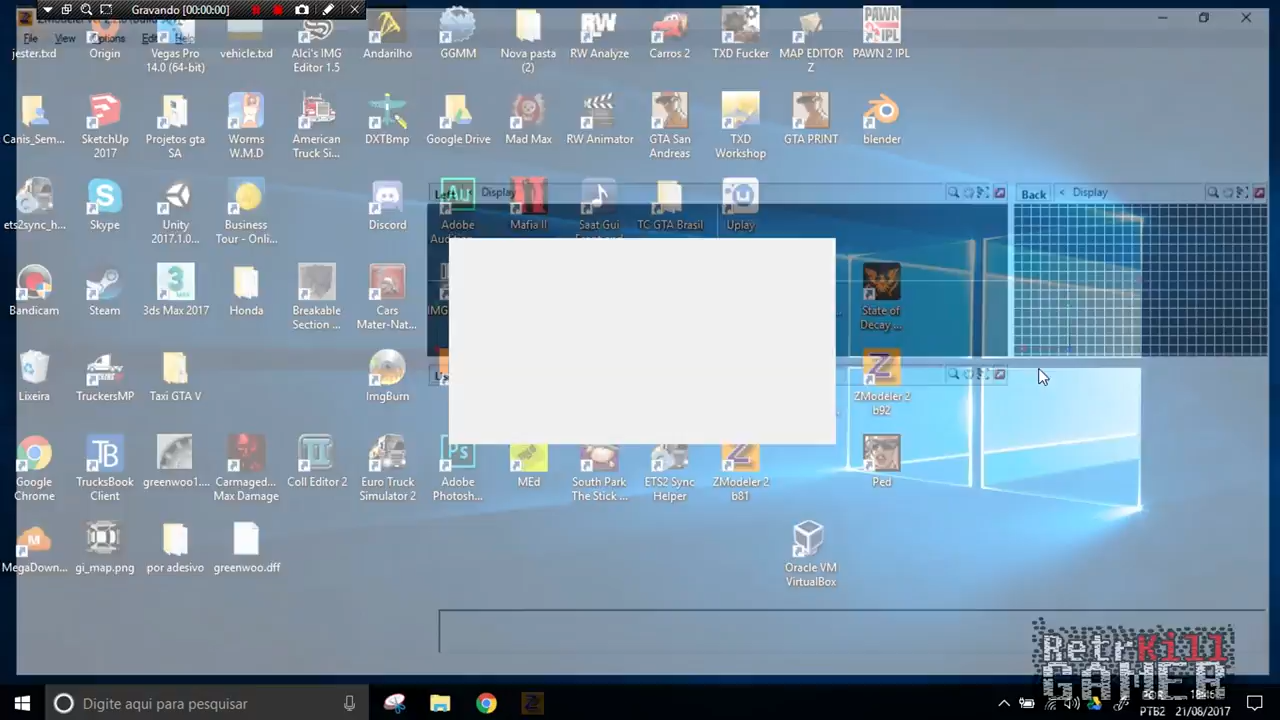 Gravando [00:00:00]
File View Options Edit Help
jester.txd
Origin
Vegas Pro
14.0 (64-bit)
vehicle.txd
Alci's IMG
Editor 1.5
Andarilho
GGMM
Nova pasta
(2)
RW Analyze
Carros 2
TXD Fucker
MAP EDITOR
Z
PAWN 2 IPL
Canis_Sem...
SketchUp
2017
Projetos gta
SA
Worms
W.M.D
American
Truck Si...
DXTBmp
Google Drive
Mad Max
RW Animator
GTA San
Andreas
TXD
Workshop
GTA PRINT
blender
ets2sync_h...
Skype
Unity
2017.1.0...
Business
Tour - Onli...
Discord
Adobe
Mafia II
Saat Gui
TC GTA Brasil
Uplay
Display
Back < Display
Bandicam
Steam
3ds Max 2017
Honda
Breakable
Section ...
Cars
Mater-Nat...
State of
Decay ...
Lixeira
TruckersMP
Taxi GTA V
ImgBurn
ZModeler 2
b92
Google
Chrome
TrucksBook
Client
greenwoo1....
Carmaged...
Max Damage
Coll Editor 2
Euro Truck
Simulator 2
Adobe
Photosh...
MEd
South Park
The Stick ...
ETS2 Sync
Helper
ZModeler 2
b81
Ped
MegaDown...
gi_map.png
por adesivo
greenwoo.dff
Oracle VM
VirtualBox
RetrKill
GAMER
Digite aqui para pesquisar
PTB2
21/08/2017